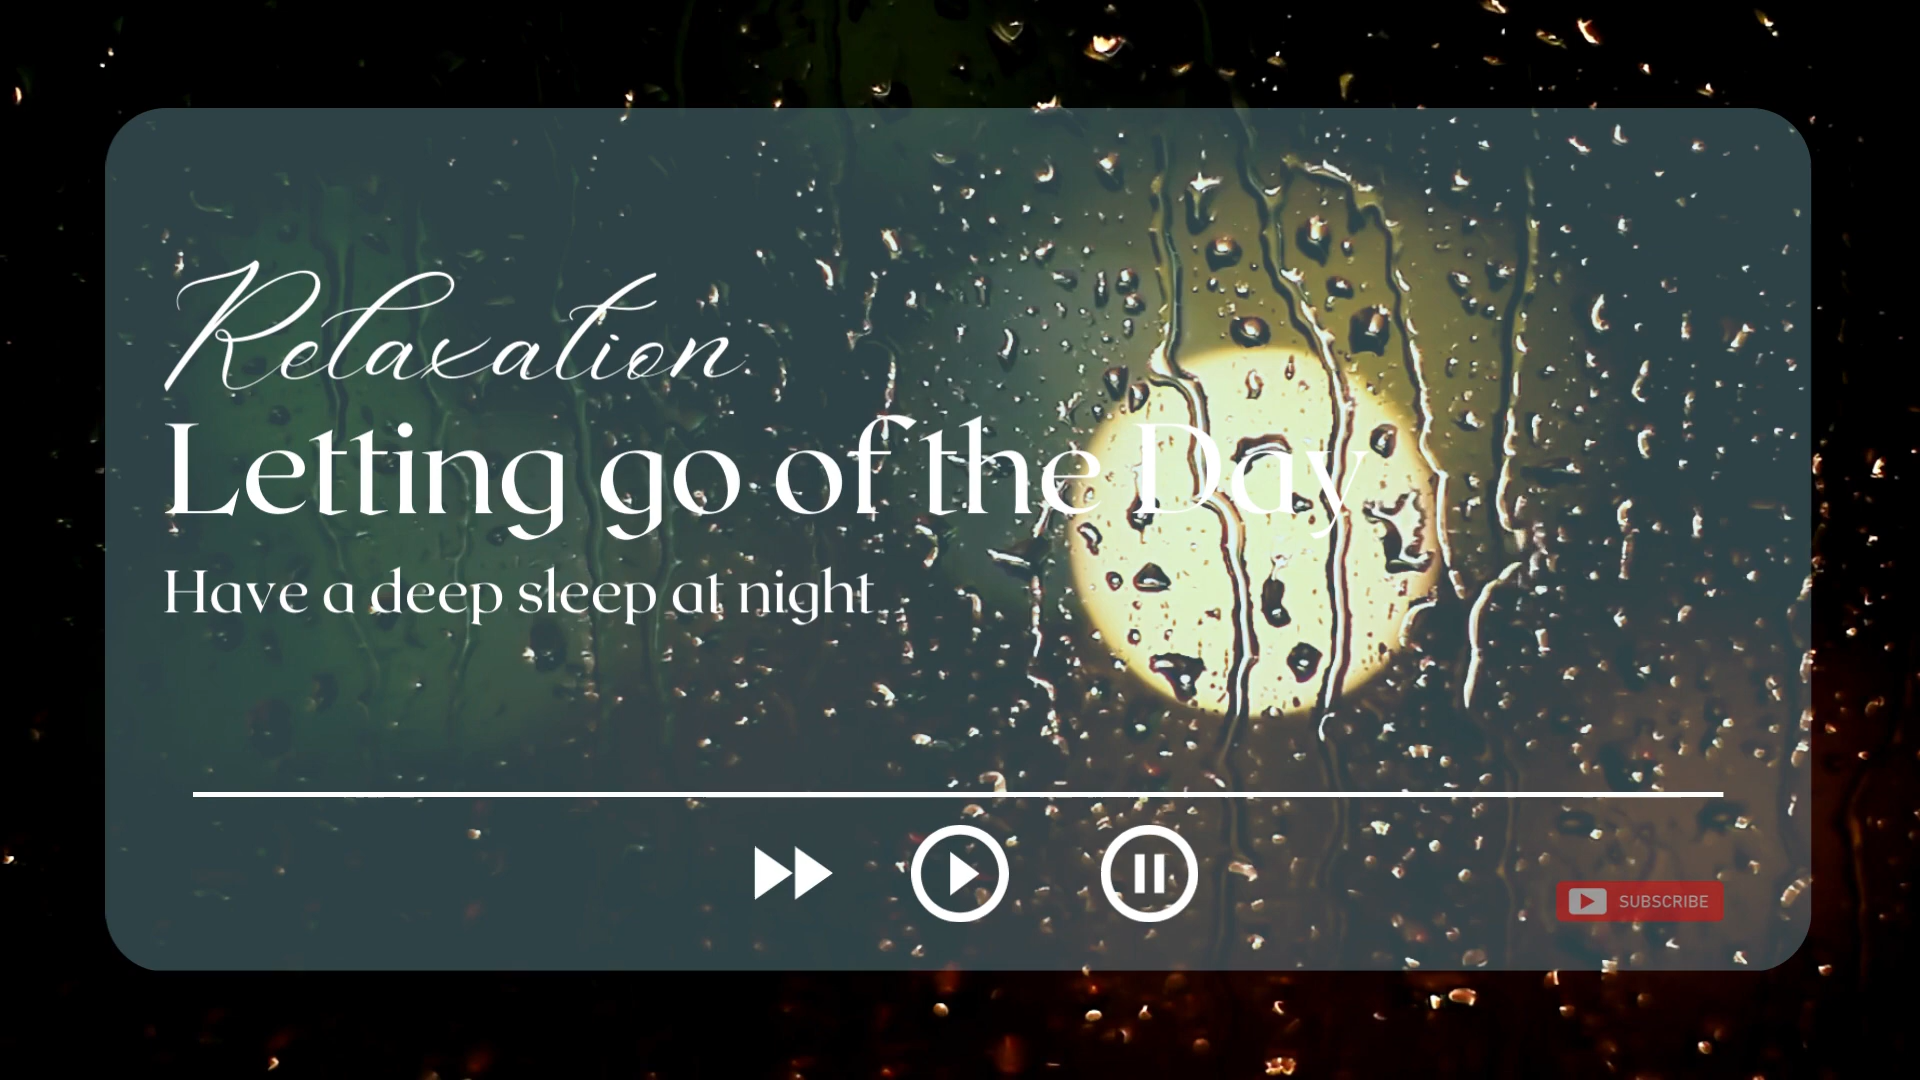 Relaxation
Letting go of the Day
Have a deep sleep at night
SUBSCRIBE